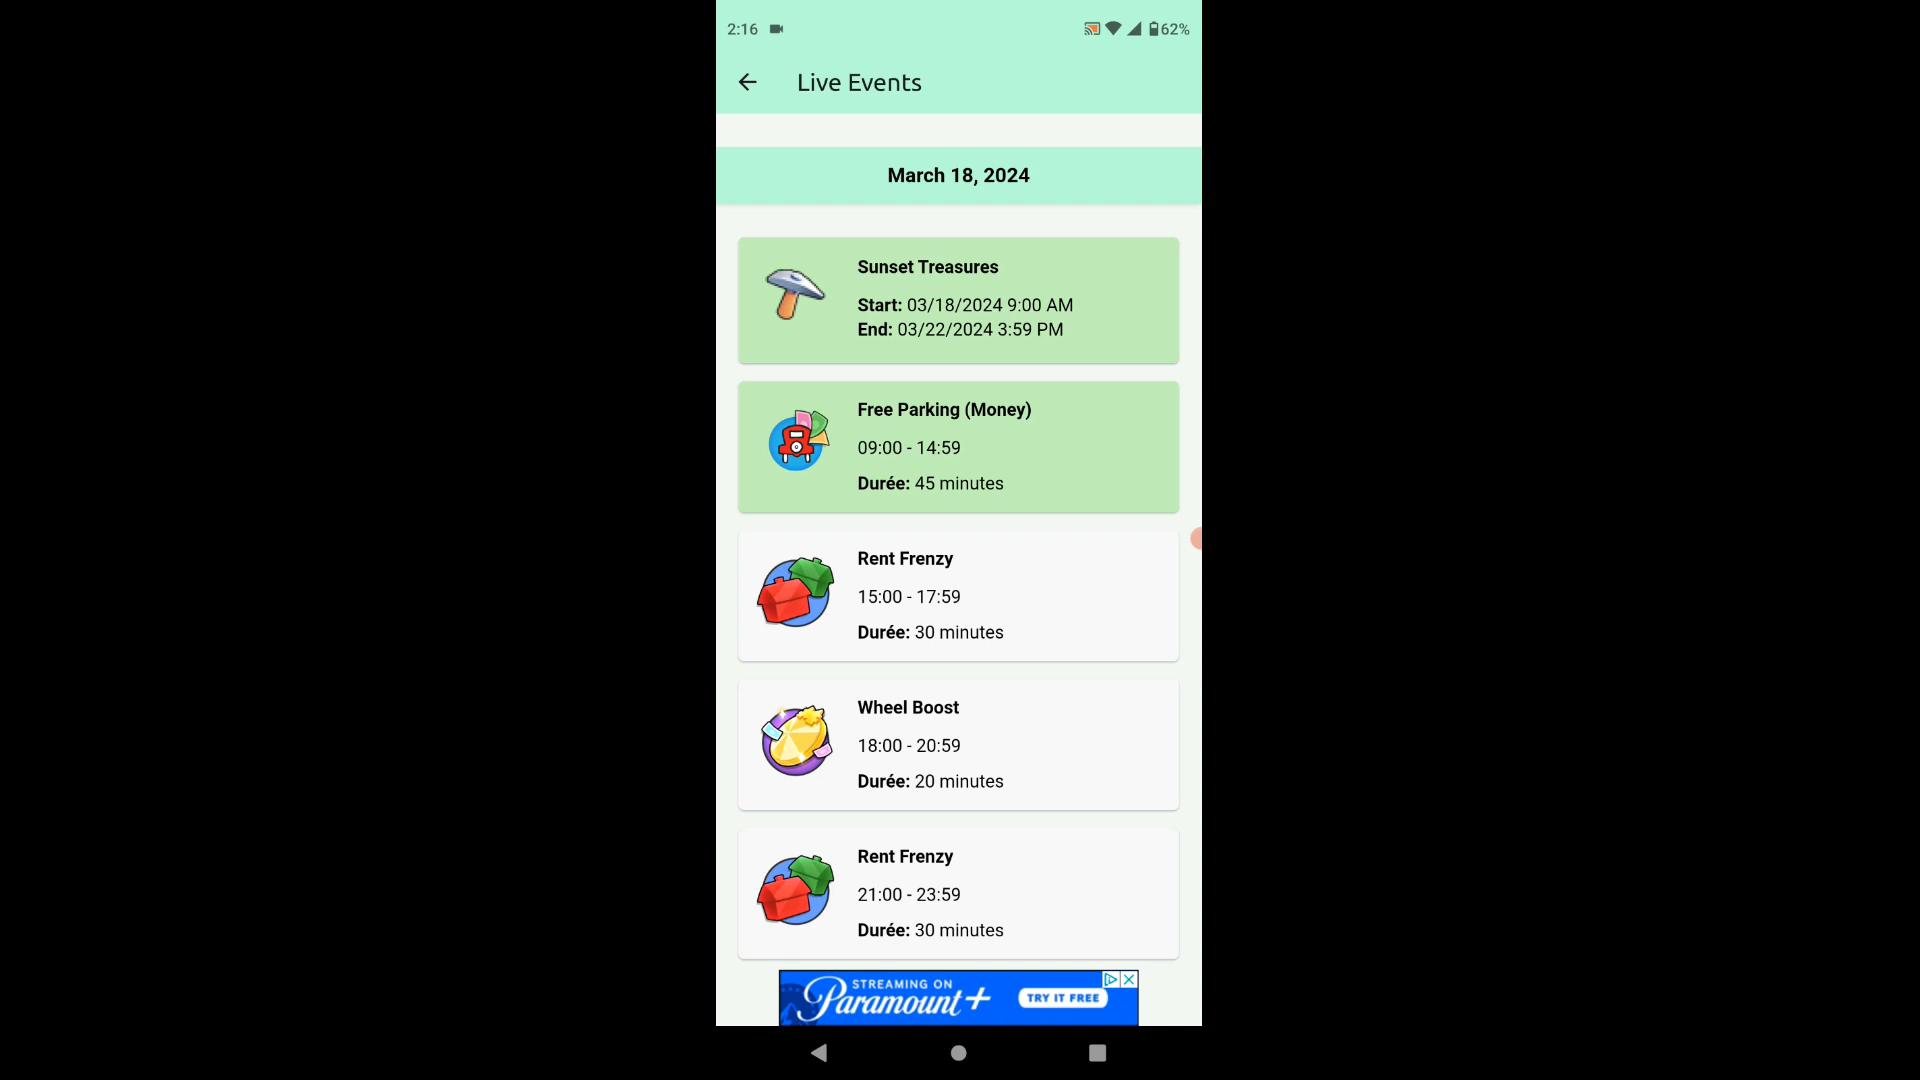 2:16
62%
Live Events
March 18, 2024
Sunset Treasures
Start: 03/18/2024 9:00 AM
End: 03/22/2024 3:59 PM
Free Parking (Money)
09:00 - 14:59
Durée: 45 minutes
Rent Frenzy
15:00 - 17:59
Durée: 30 minutes
Wheel Boost
18:00 - 20:59
Durée: 20 minutes
Rent Frenzy
21:00 - 23:59
Durée: 30 minutes
STREAMING ON
Paramount+
TRY IT FREE